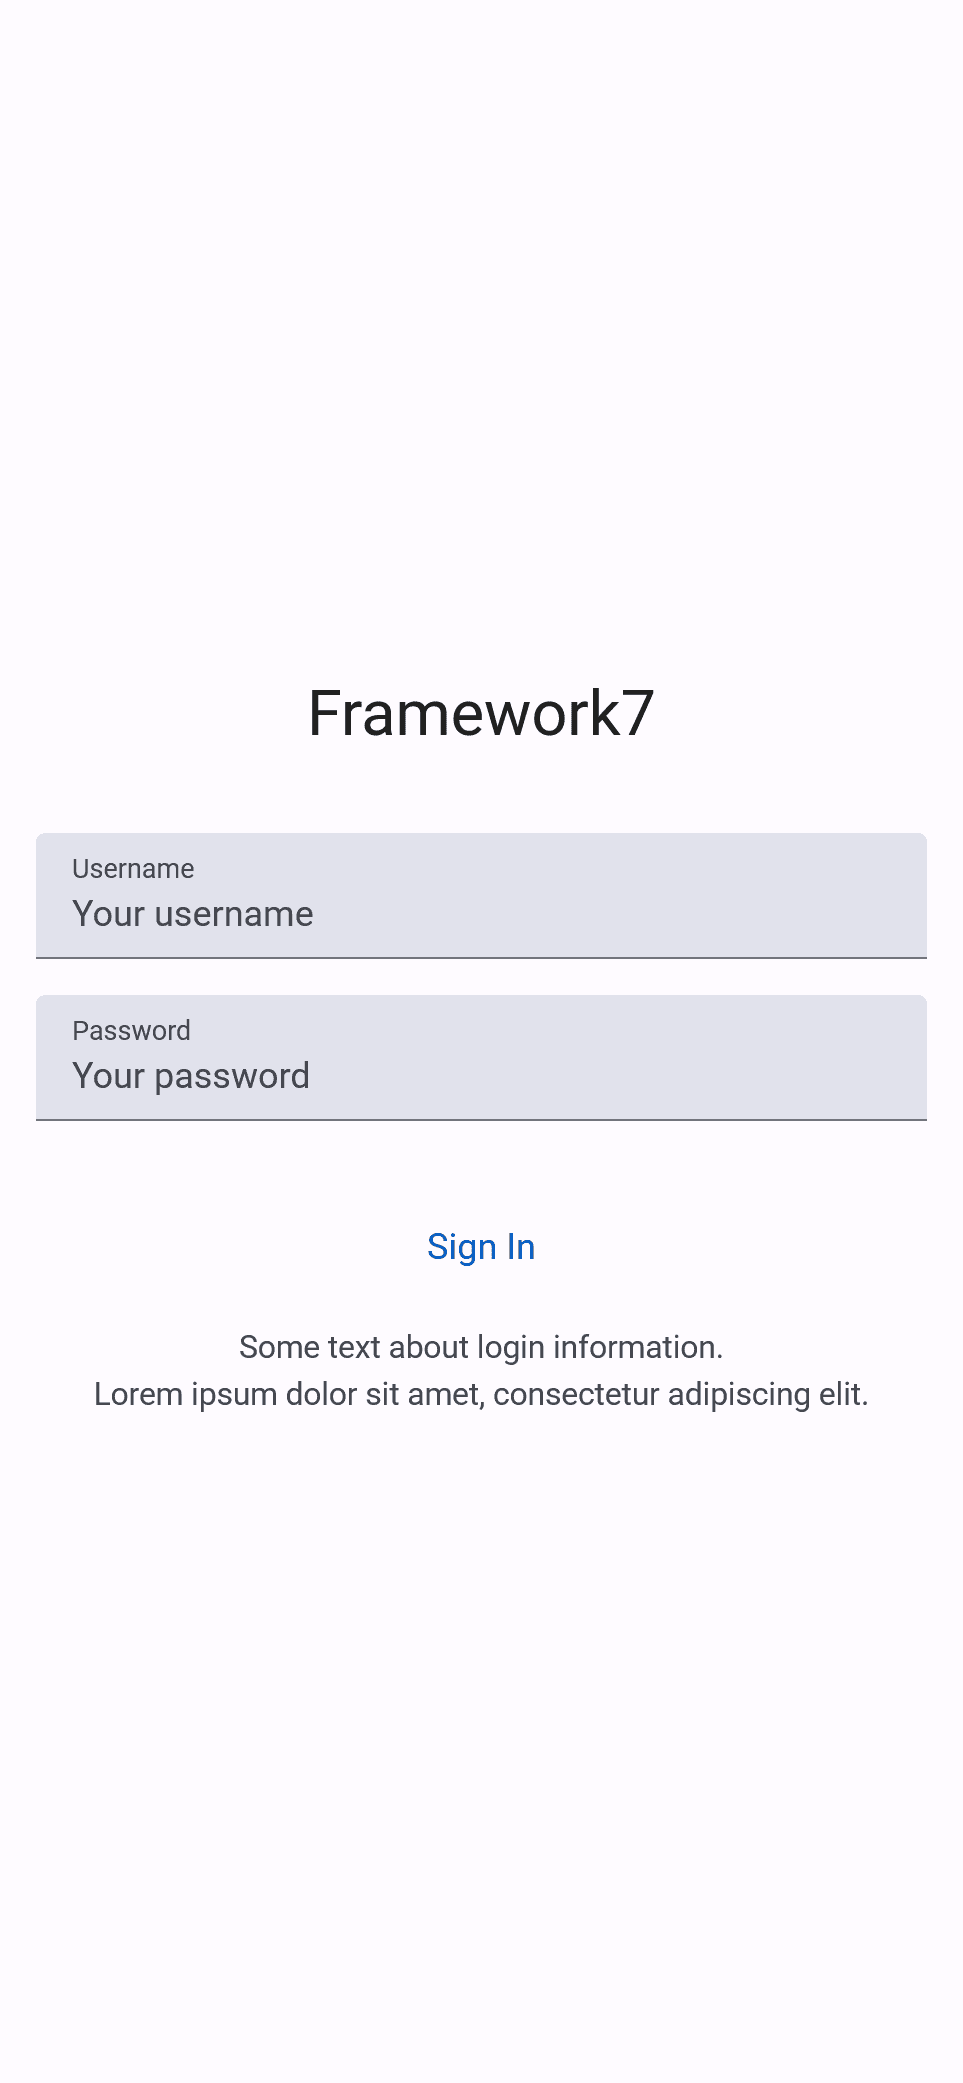 Framework7
Username
Your username
Password
Your password
Sign In
Some text about login information.
Lorem ipsum dolor sit amet, consectetur adipiscing elit.